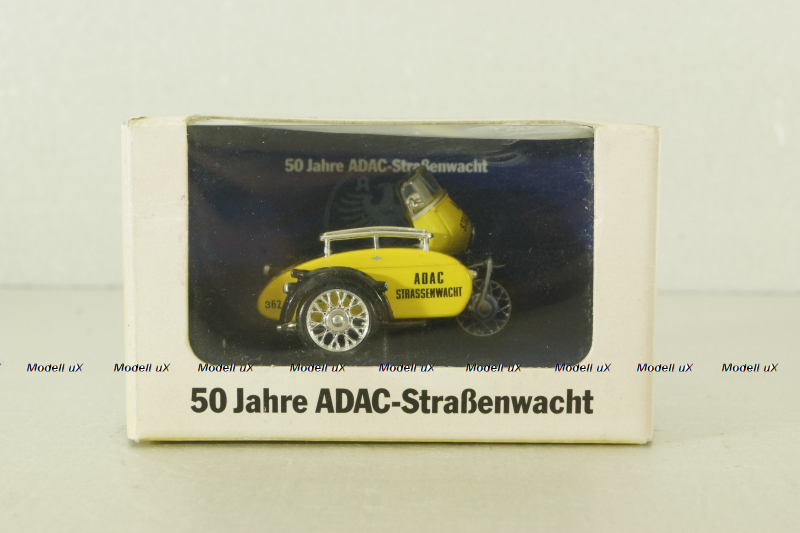 50 Jahre ADAC-Straßenwacht
ADAC
STRASSENWACHT
362
Modell uX Modell uX Modell uX Modell uX Modell uX Modell uX Modell uX Modell uX Modell uX
50 Jahre ADAC-Straßenwacht